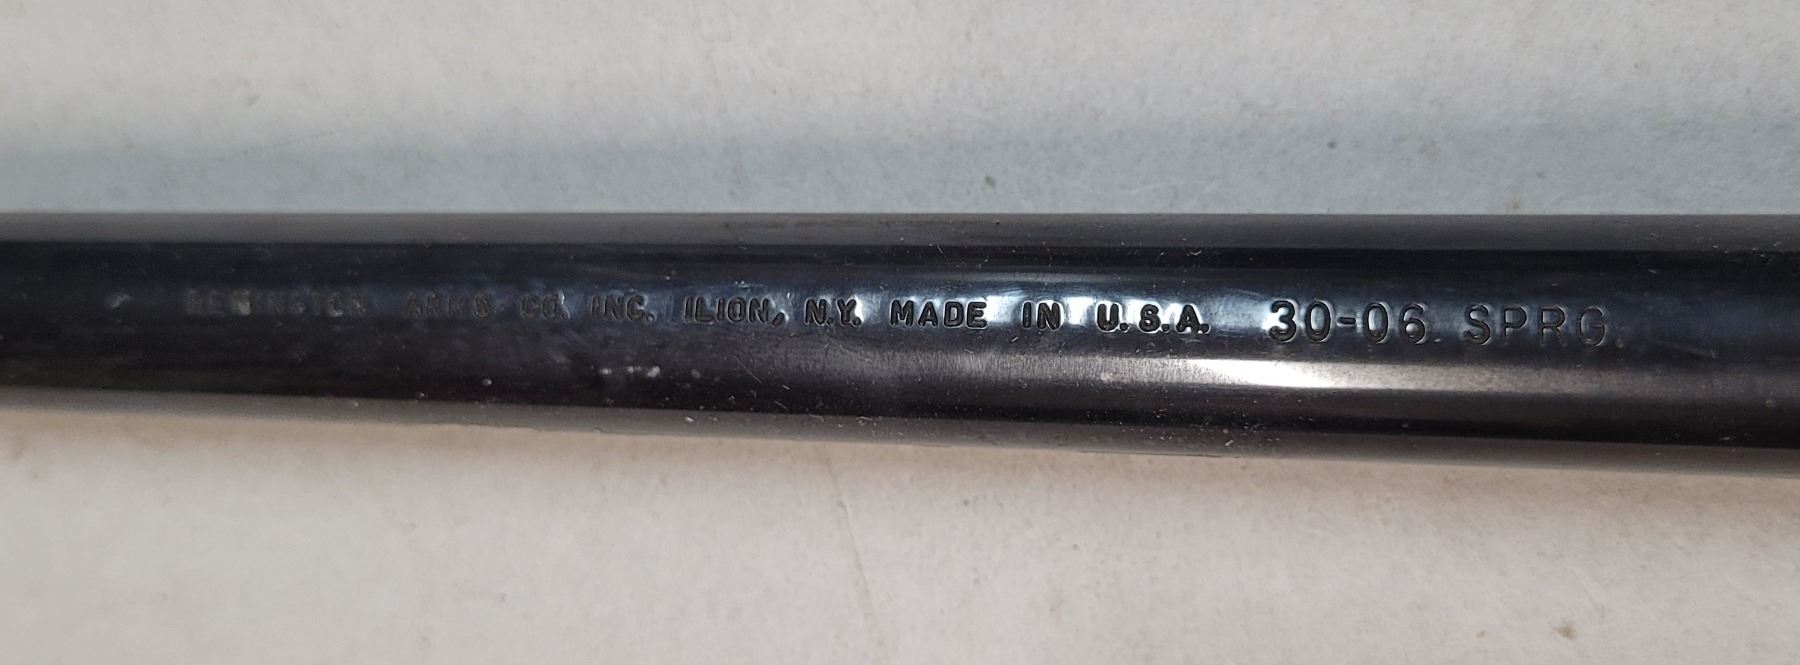 REMINGTON ARMS CO. INC. ILION, N.Y. MADE IN U.S.A. 30-06 SPRG.